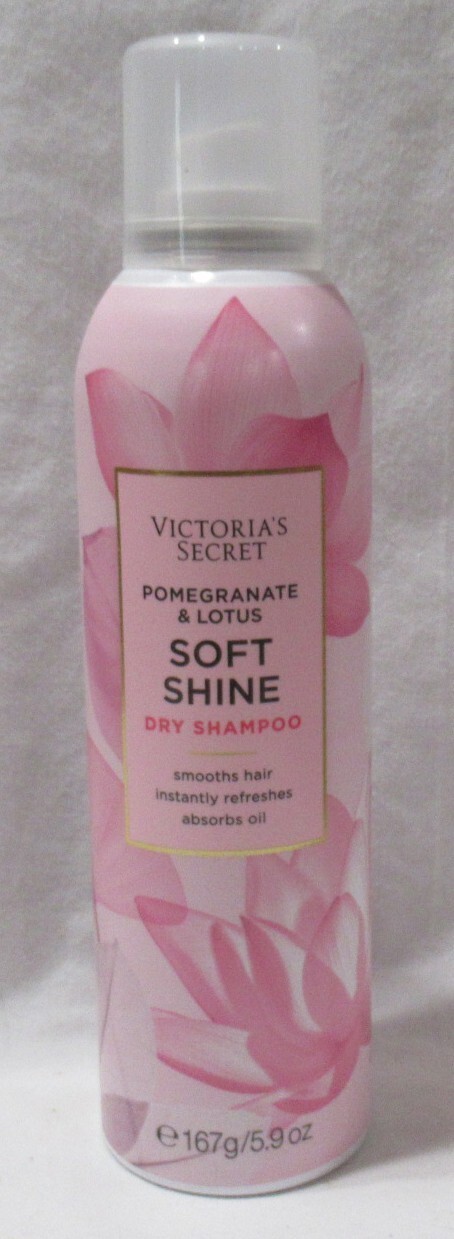 VICTORIA'S
SECRET
POMEGRANATE
& LOTUS
SOFT
SHINE
DRY SHAMPOO
smooths hair
instantly refreshes
absorbs oil
℮167g/5.9 oz